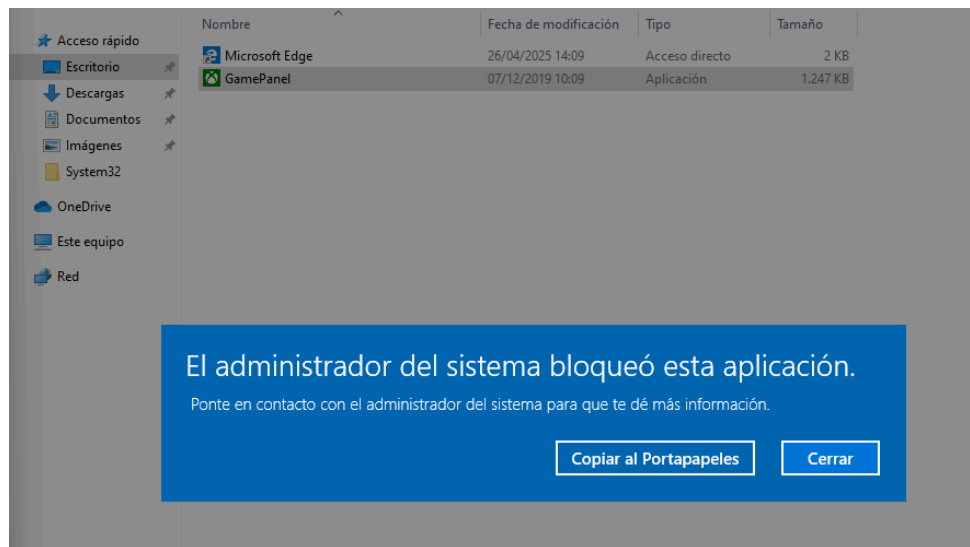 Nombre Fecha de modificación Tipo Tamaño
Acceso rápido
Escritorio
Descargas
Documentos
Imágenes
System32
OneDrive
Este equipo
Red
Microsoft Edge 26/04/2025 14:09 Acceso directo 2 KB
GamePanel 07/12/2019 10:09 Aplicación 1.247 KB
El administrador del sistema bloqueó esta aplicación.
Ponte en contacto con el administrador del sistema para que te dé más información.
Copiar al Portapapeles Cerrar